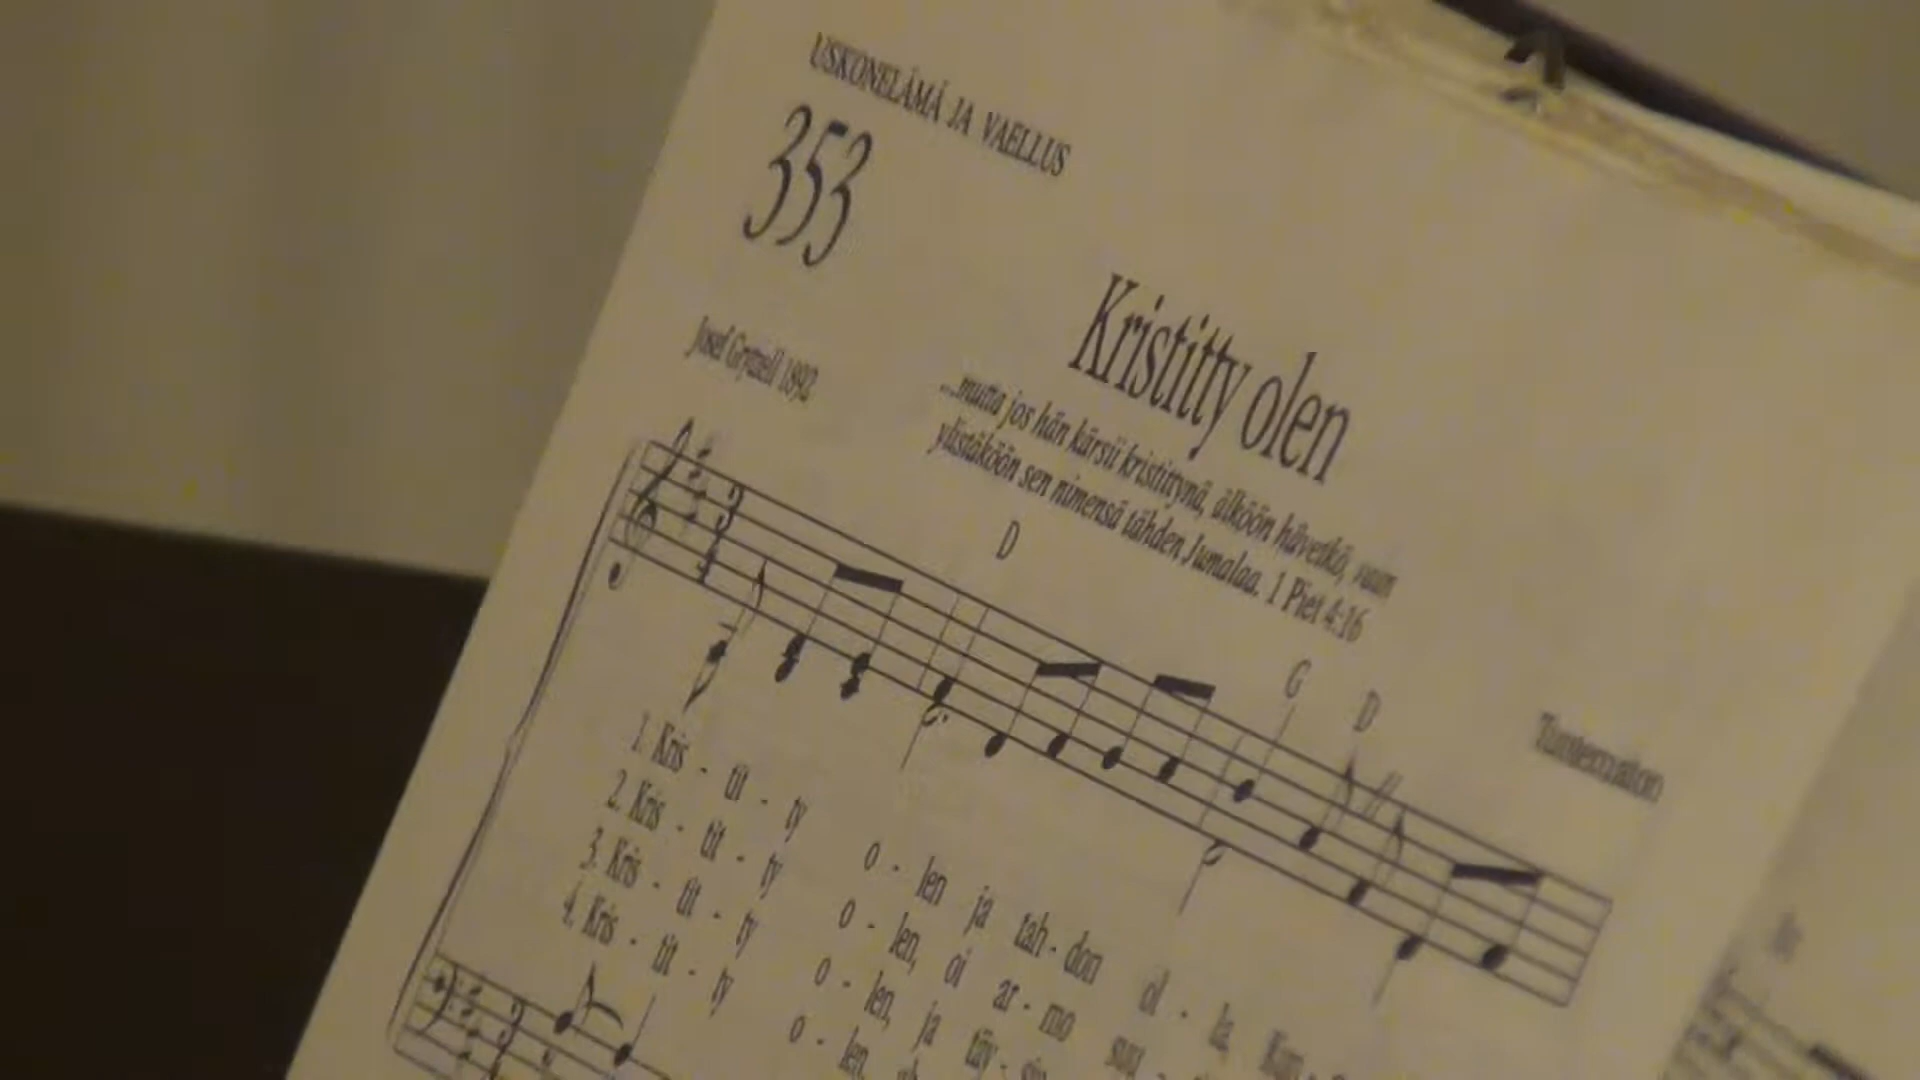 USKONELÄMÄ JA VAELLUS
353
Kristitty olen
Josef Grytzell 1892
...mutta jos hän kärsii kristittynä, älköön hävetkö, vaan
ylistäköön sen nimensä tähden Jumalaa. 1 Piet 4:16
Tuntematon
D G D
1. Kris - tit - ty o - len ja tah - don ol - la,
2. Kris - tit - ty o - len, oi ar - mo suu -
3. Kris - tit - ty o - len, ja täy -
4. Kris - tit - ty o - len,